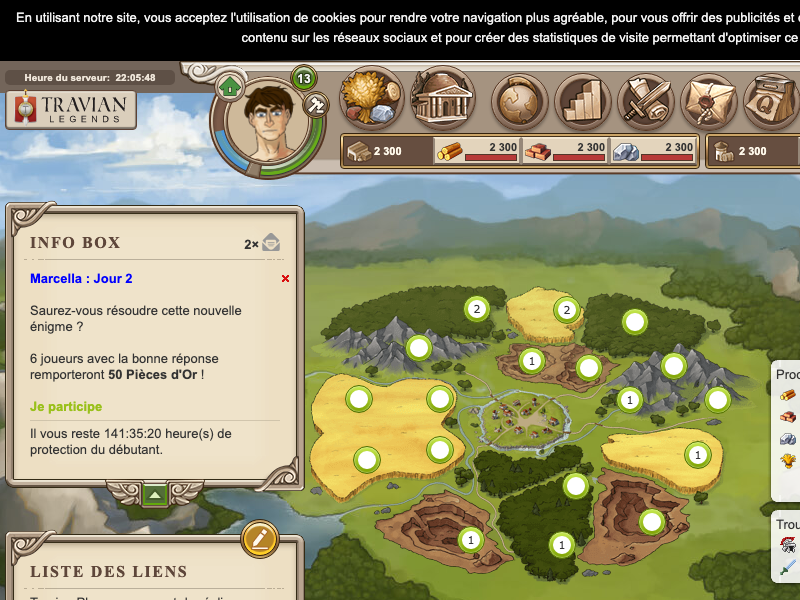 En utilisant notre site, vous acceptez l'utilisation de cookies pour rendre votre navigation plus agréable, pour vous offrir des publicités et
contenu sur les réseaux sociaux et pour créer des statistiques de visite permettant d'optimiser ce
Heure du serveur: 22:05:48
13
TRAVIAN
LEGENDS
Q
2 300
2 300
2 300
2 300
2 300
INFO BOX
2×
Marcella : Jour 2
Saurez-vous résoudre cette nouvelle
énigme ?
6 joueurs avec la bonne réponse
remporteront 50 Pièces d'Or !
Je participe
Il vous reste 141:35:20 heure(s) de
protection du débutant.
2
2
1
1
1
1
1
Prod
Trou
LISTE DES LIENS